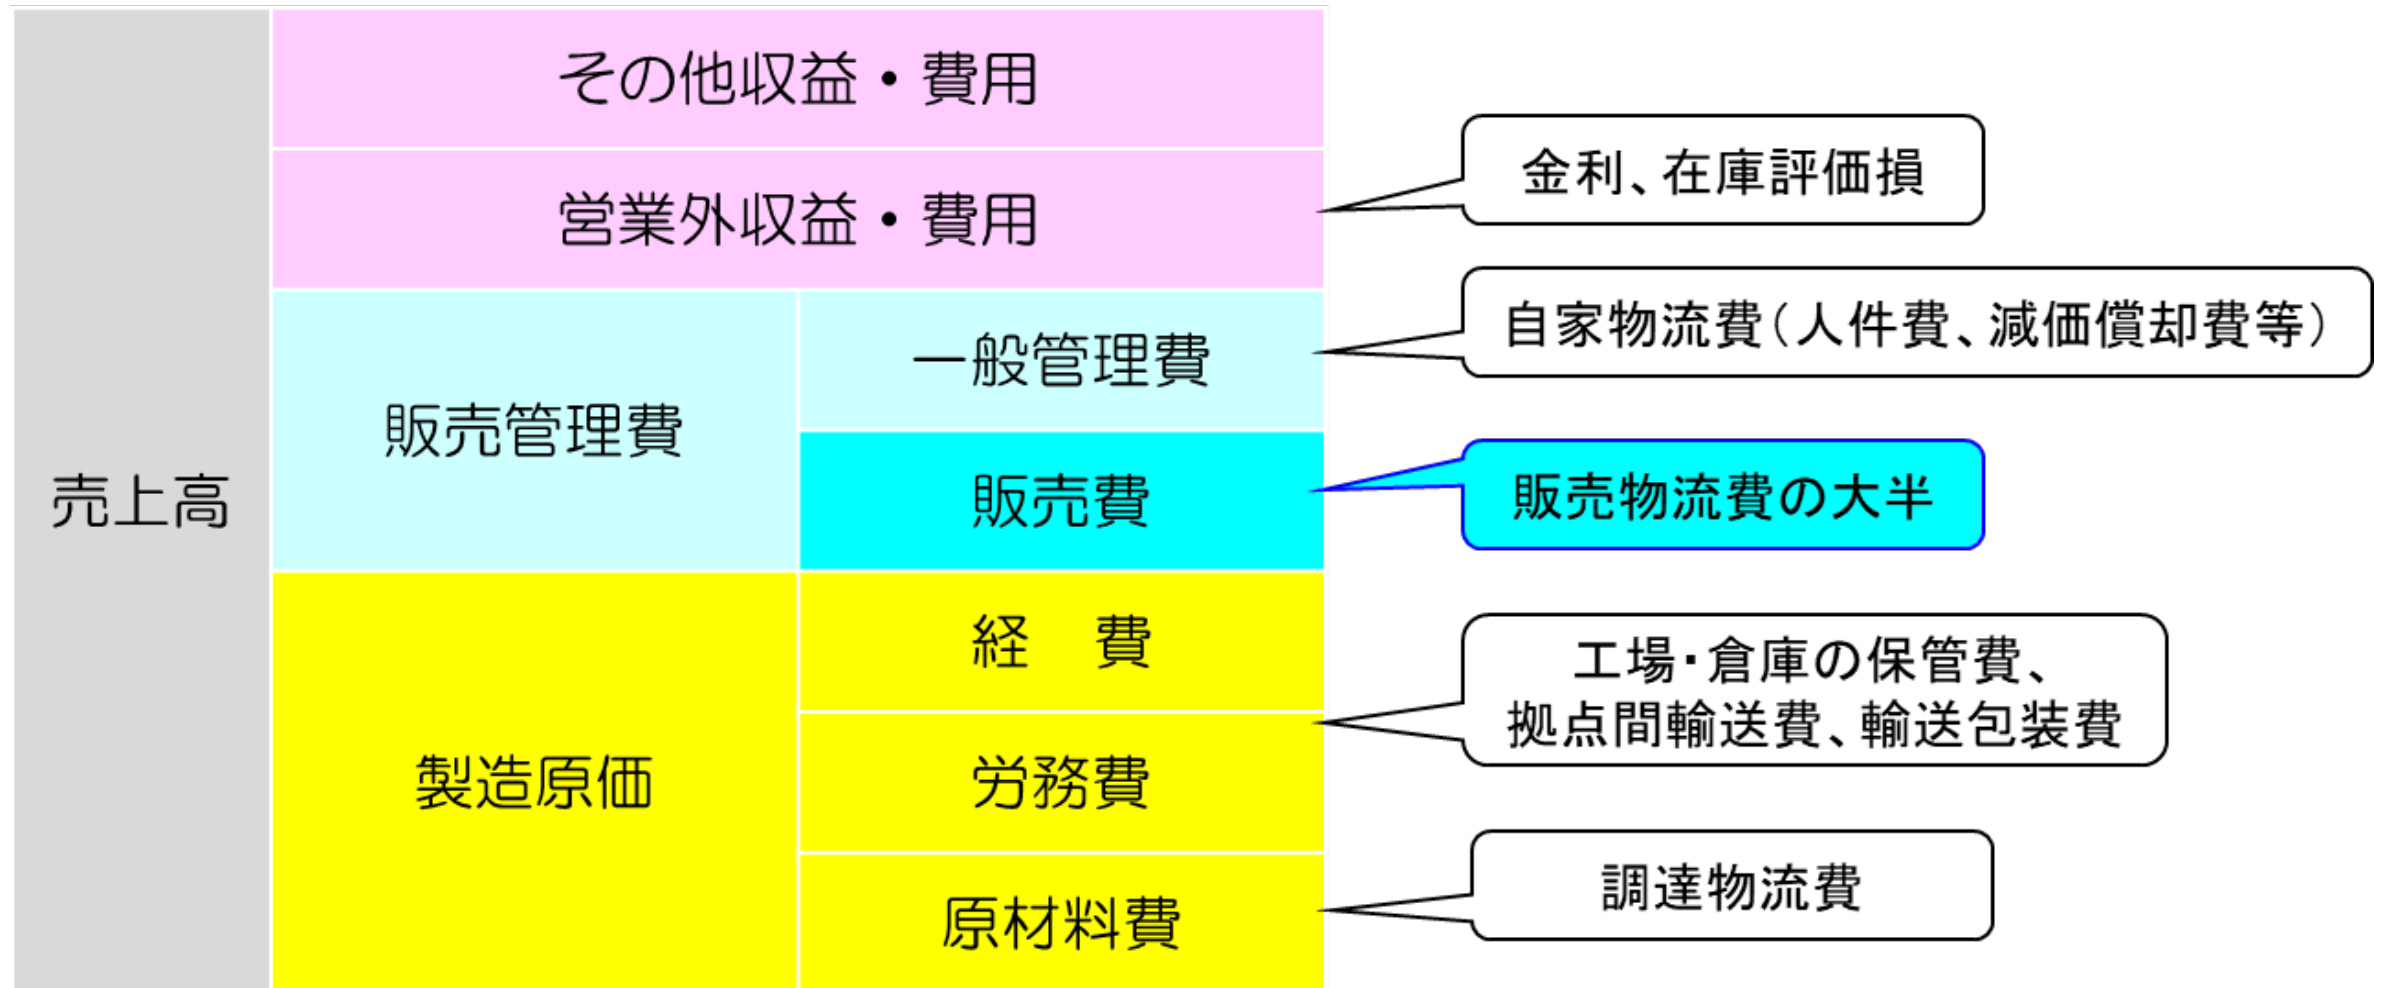 売上高
その他収益・費用
営業外収益・費用
金利、在庫評価損
販売管理費
一般管理費
自家物流費（人件費、減価償却費等）
販売費
販売物流費の大半
製造原価
経　費
労務費
工場・倉庫の保管費、
拠点間輸送費、輸送包装費
原材料費
調達物流費